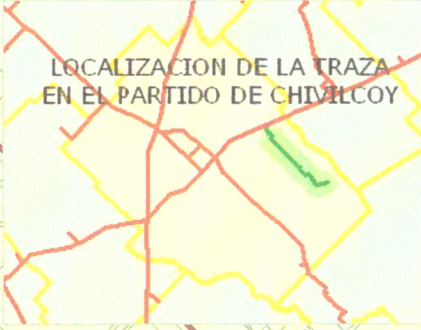 LOCALIZACION DE LA TRAZA
EN EL PARTIDO DE CHIVILCOY